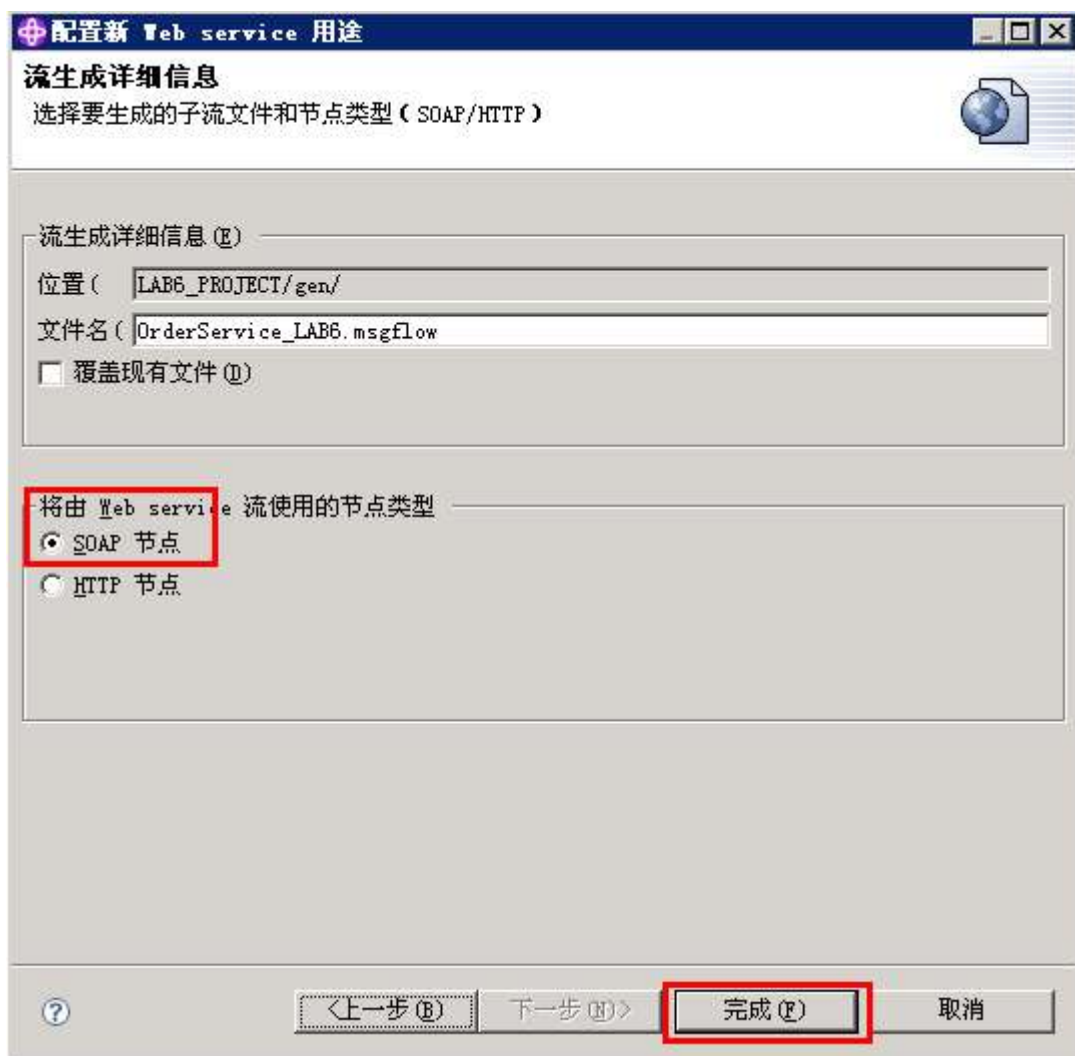 配置新 Web service 用途
流生成详细信息
选择要生成的子流文件和节点类型(SOAP/HTTP)
流生成详细信息(E)
位置( LAB6_PROJECT/gen/
文件名( OrderService_LAB6.msgflow
覆盖现有文件(D)
将由 Web service 流使用的节点类型
SOAP 节点
HTTP 节点
<上一步(B) 下一步(N)> 完成(F) 取消